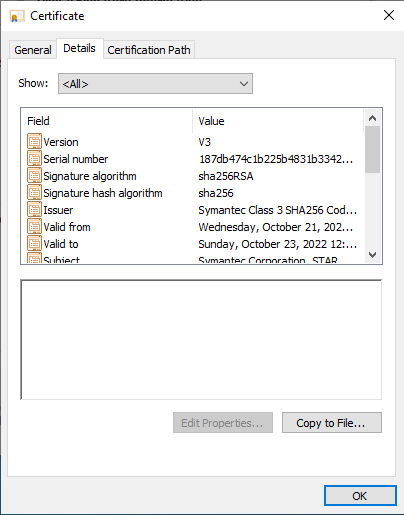 Certificate
General Details Certification Path
Show: <All>
Field Value
Version V3
Serial number 187db474c1b225b4831b3342...
Signature algorithm sha256RSA
Signature hash algorithm sha256
Issuer Symantec Class 3 SHA256 Cod...
Valid from Wednesday, October 21, 202...
Valid to Sunday, October 23, 2022 12:...
Subject Symantec Corporation, STAR
Edit Properties...
Copy to File...
OK